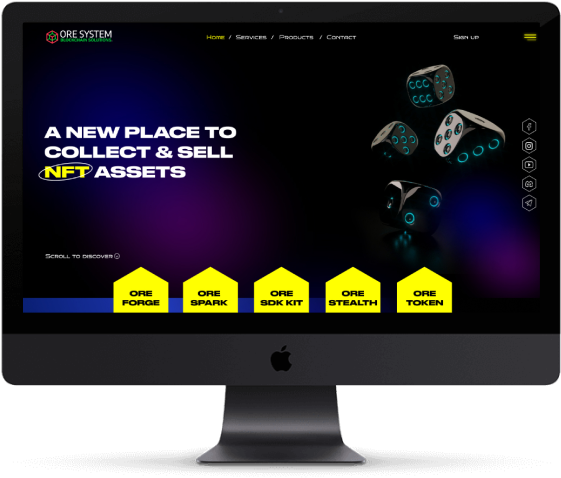 ORE SYSTEM
BLOCKCHAIN SOLUTIONS
Home / Services / Products / Contact
Sign up
A NEW PLACE TO
COLLECT & SELL
NFT ASSETS
Scroll to discover
ORE
FORGE
ORE
SPARK
ORE
SDK KIT
ORE
STEALTH
ORE
TOKEN